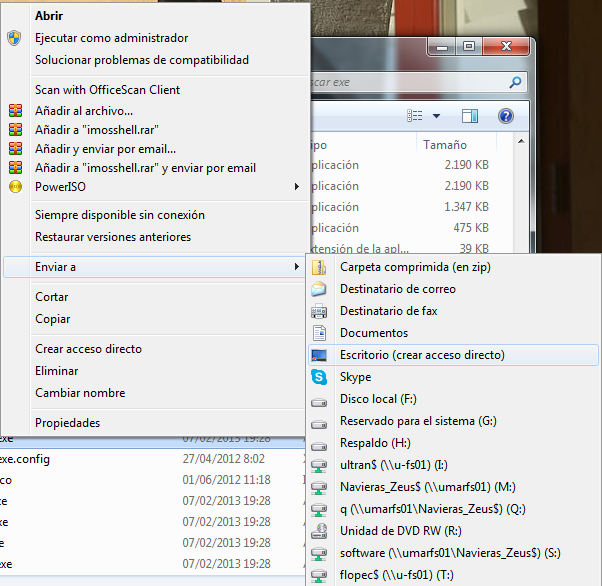 Abrir
Ejecutar como administrador
Solucionar problemas de compatibilidad
Scan with OfficeScan Client
Añadir al archivo...
Añadir a "imosshell.rar"
Añadir y enviar por email...
Añadir a "imosshell.rar" y enviar por email
PowerISO
Siempre disponible sin conexión
Restaurar versiones anteriores
Enviar a
Cortar
Copiar
Crear acceso directo
Eliminar
Cambiar nombre
Propiedades
scar exe
ipo
Tamaño
plicación
2.190 KB
plicación
2.190 KB
plicación
1.347 KB
plicación
475 KB
xtensión de la apl...
39 KB
Carpeta comprimida (en zip)
Destinatario de correo
Destinatario de fax
Documentos
Escritorio (crear acceso directo)
Skype
Disco local (F:)
Reservado para el sistema (G:)
Respaldo (H:)
ultran$ (\\u-fs01) (I:)
Navieras_Zeus$ (\\umarfs01) (M:)
q (\\umarfs01\Navieras_Zeus$) (Q:)
Unidad de DVD RW (R:)
software (\\umarfs01\Navieras_Zeus$) (S:)
flopec$ (\\u-fs01) (T:)
exe 07/02/2013 19:28
exe.config 27/04/2012 8:02
co 01/06/2012 11:18
xe 07/02/2013 19:28
xe 07/02/2013 19:28
e 07/02/2013 19:28
exe 07/02/2013 19:28